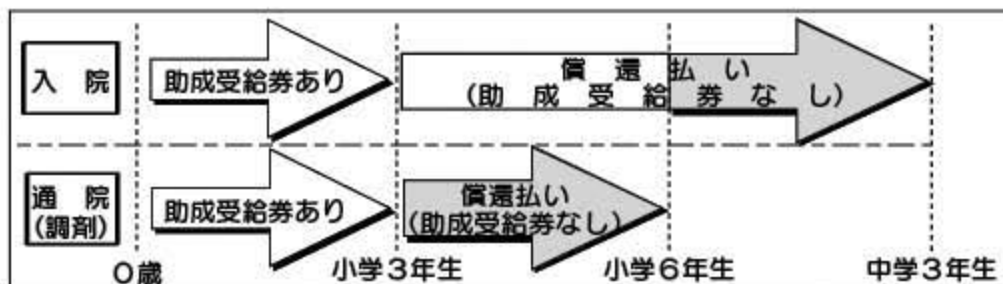 入 院
助成受給券あり
償 還 払 い
(助 成 受 給 券 な し)
通 院
(調剤)
助成受給券あり
償還払い
(助成受給券なし)
0歳
小学3年生
小学6年生
中学3年生